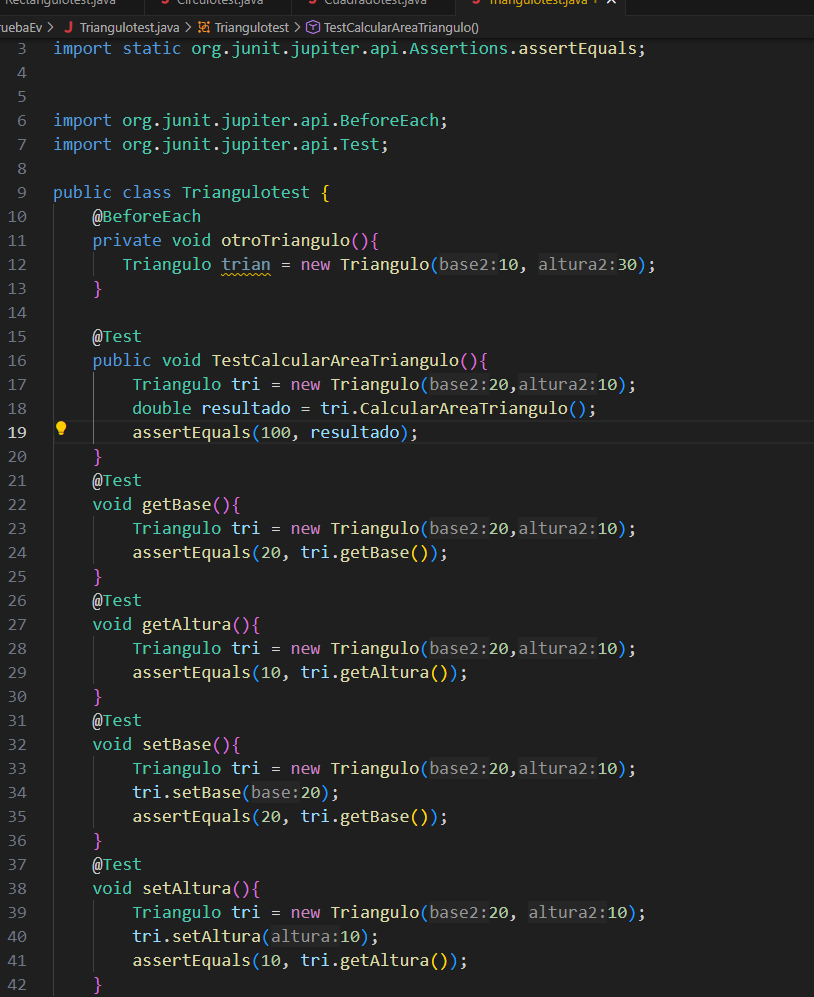 Rectangulotest.java Circulotest.java Cuadradotest.java Triangulotest.java
ruebaEv > J Triangulotest.java > Triangulotest > TestCalcularAreaTriangulo()
3 import static org.junit.jupiter.api.Assertions.assertEquals;
4
5
6 import org.junit.jupiter.api.BeforeEach;
7 import org.junit.jupiter.api.Test;
8
9 public class Triangulotest {
10 @BeforeEach
11 private void otroTriangulo(){
12 Triangulo trian = new Triangulo(base2:10, altura2:30);
13 }
14
15 @Test
16 public void TestCalcularAreaTriangulo(){
17 Triangulo tri = new Triangulo(base2:20,altura2:10);
18 double resultado = tri.CalcularAreaTriangulo();
19 assertEquals(100, resultado);
20 }
21 @Test
22 void getBase(){
23 Triangulo tri = new Triangulo(base2:20,altura2:10);
24 assertEquals(20, tri.getBase());
25 }
26 @Test
27 void getAltura(){
28 Triangulo tri = new Triangulo(base2:20,altura2:10);
29 assertEquals(10, tri.getAltura());
30 }
31 @Test
32 void setBase(){
33 Triangulo tri = new Triangulo(base2:20,altura2:10);
34 tri.setBase(base:20);
35 assertEquals(20, tri.getBase());
36 }
37 @Test
38 void setAltura(){
39 Triangulo tri = new Triangulo(base2:20, altura2:10);
40 tri.setAltura(altura:10);
41 assertEquals(10, tri.getAltura());
42 }